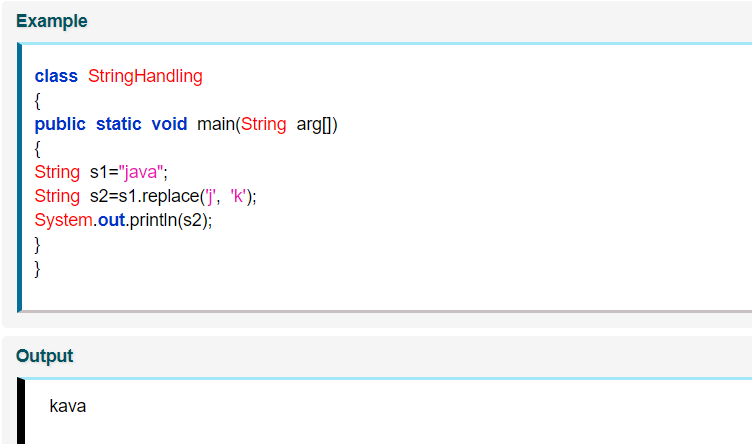 Example
class StringHandling
{
public static void main(String arg[])
{
String s1="java";
String s2=s1.replace('j', 'k');
System.out.println(s2);
}
}
Output
kava